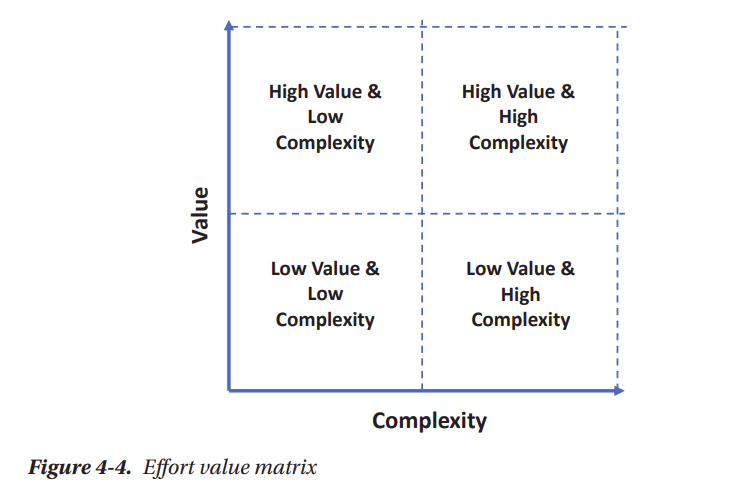 High Value &
Low
Complexity
High Value &
High
Complexity
Value
Low Value &
Low
Complexity
Low Value &
High
Complexity
Complexity
Figure 4-4. Effort value matrix